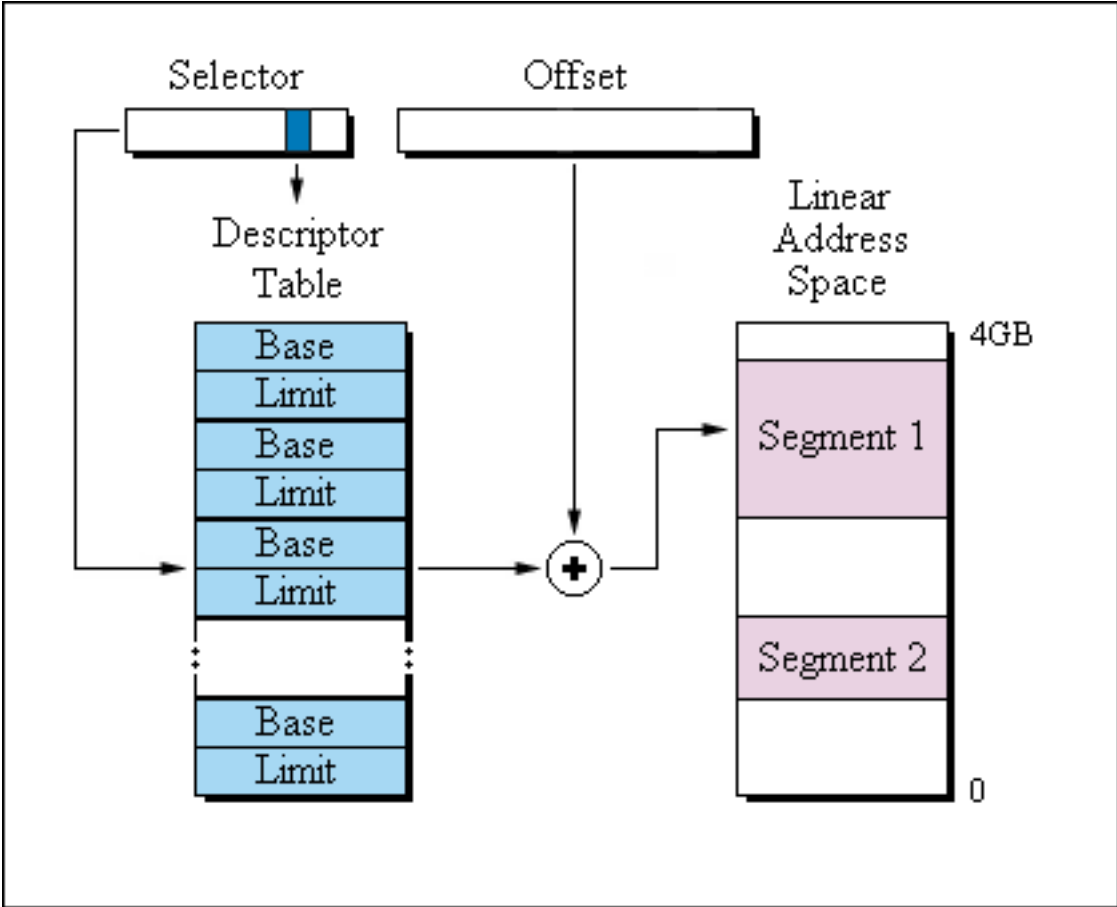 Selector
Offset
Descriptor
Table
Linear
Address
Space
Base
Limit
Base
Limit
Base
Limit
Base
Limit
4GB
Segment 1
Segment 2
0